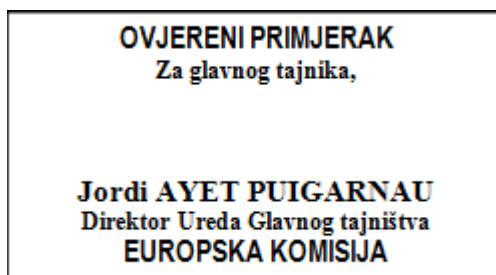 OVJERENI PRIMJERAK
Za glavnog tajnika,
Jordi AYET PUIGARNAU
Direktor Ureda Glavnog tajništva
EUROPSKA KOMISIJA